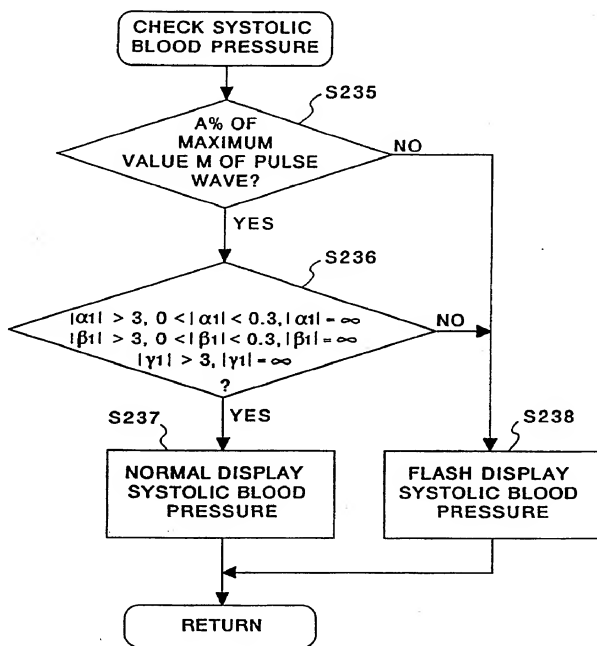 CHECK SYSTOLIC
BLOOD PRESSURE
S235
A% OF
MAXIMUM
VALUE M OF PULSE
WAVE?
NO
YES
S236
|α1| > 3, 0 < |α1| < 0.3, |α1| = ∞
|β1| > 3, 0 < |β1| < 0.3, |β1| = ∞
|γ1| > 3, |γ1| = ∞
?
NO
YES
S237
NORMAL DISPLAY
SYSTOLIC BLOOD
PRESSURE
S238
FLASH DISPLAY
SYSTOLIC BLOOD
PRESSURE
RETURN